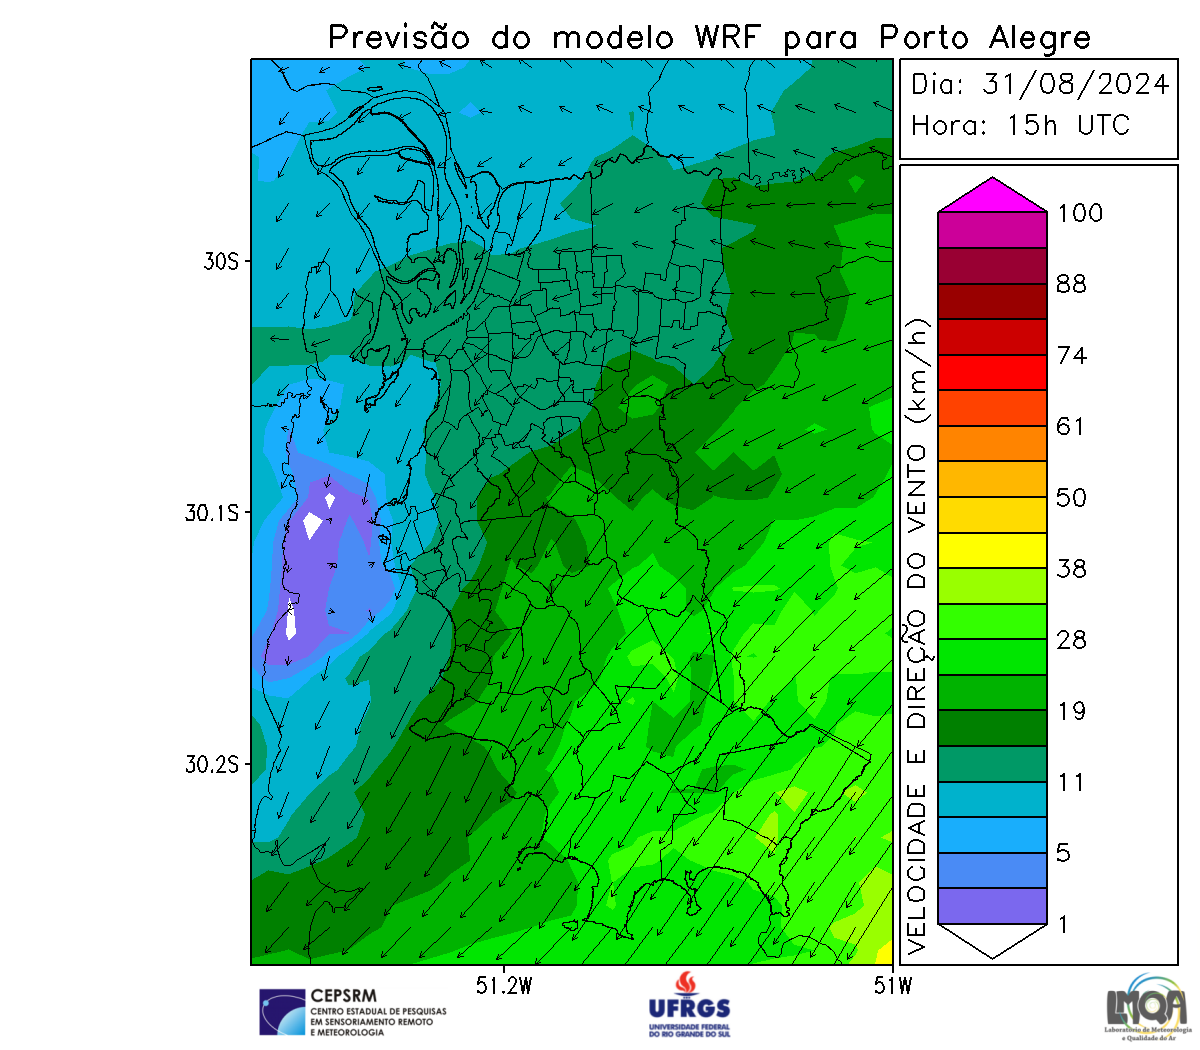 Previsão do modelo WRF para Porto Alegre
Dia: 31/08/2024
Hora: 15h UTC
30S
30.1S
30.2S
51.2W
51W
VELOCIDADE E DIREÇÃO DO VENTO (km/h)
100
88
74
61
50
38
28
19
11
5
1
CEPSRM
CENTRO ESTADUAL DE PESQUISAS
EM SENSORIAMENTO REMOTO
E METEOROLOGIA
UFRGS
UNIVERSIDADE FEDERAL
DO RIO GRANDE DO SUL
LMQA
Laboratório de Meteorologia
e Qualidade do Ar